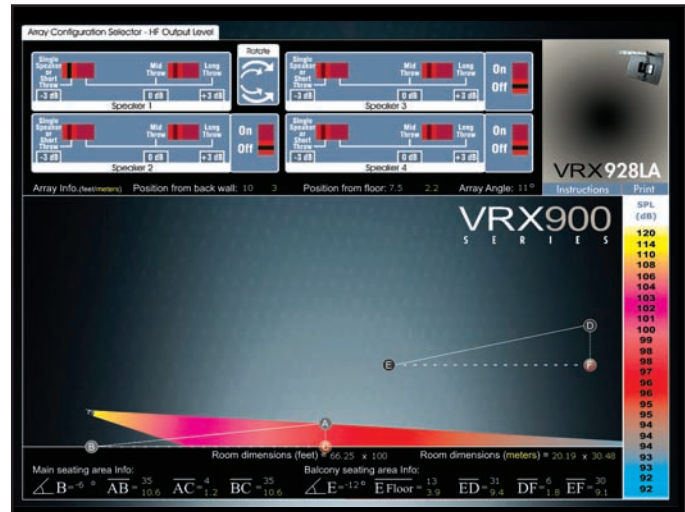 Array Configuration Selector - HF Output Level
Single Speaker or Short Throw
Mid Throw
Long Throw
-3 dB
0 dB
+3 dB
Speaker 1
Rotate
Single Speaker or Short Throw
Mid Throw
Long Throw
-3 dB
0 dB
+3 dB
Speaker 3
On
Off
Single Speaker or Short Throw
Mid Throw
Long Throw
-3 dB
0 dB
+3 dB
Speaker 2
On
Off
Single Speaker or Short Throw
Mid Throw
Long Throw
-3 dB
0 dB
+3 dB
Speaker 4
On
Off
VRX928LA
Array Info.(feet/meters) Position from back wall: 10 3 Position from floor: 7.5 2.2 Array Angle: 11°
Instructions Print
VRX900
SERIES
SPL
(dB)
120
114
110
108
106
104
103
102
101
100
99
98
98
97
96
96
95
95
94
94
94
93
93
92
92
D
E
F
A
B
C
Room dimensions (feet) = 66.25 x 100 Room dimensions (meters) = 20.19 x 30.48
Main seating area Info: Balcony seating area Info:
B=-6 ° AB = 35 10.6 AC = 4 1.2 BC = 35 10.6 E=-12° E Floor = 13 3.9 ED = 31 9.4 DF = 6 1.8 EF = 30 9.1